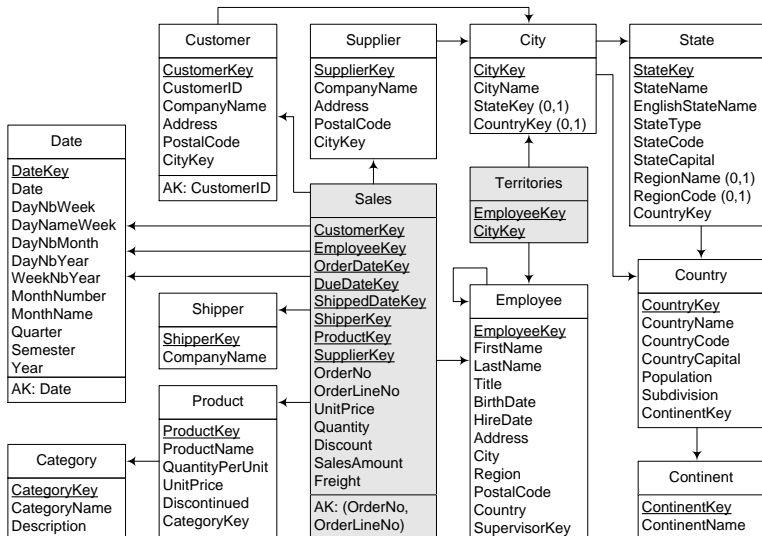 Customer
CustomerKey
CustomerID
CompanyName
Address
PostalCode
CityKey
AK: CustomerID
Supplier
SupplierKey
CompanyName
Address
PostalCode
CityKey
City
CityKey
CityName
StateKey (0,1)
CountryKey (0,1)
State
StateKey
StateName
EnglishStateName
StateType
StateCode
StateCapital
RegionName (0,1)
RegionCode (0,1)
CountryKey
Date
DateKey
Date
DayNbWeek
DayNameWeek
DayNbMonth
DayNbYear
WeekNbYear
MonthNumber
MonthName
Quarter
Semester
Year
AK: Date
Sales
CustomerKey
EmployeeKey
OrderDateKey
DueDateKey
ShippedDateKey
ShipperKey
ProductKey
SupplierKey
OrderNo
OrderLineNo
UnitPrice
Quantity
Discount
SalesAmount
Freight
AK: (OrderNo,
OrderLineNo)
Territories
EmployeeKey
CityKey
Shipper
ShipperKey
CompanyName
Employee
EmployeeKey
FirstName
LastName
Title
BirthDate
HireDate
Address
City
Region
PostalCode
Country
SupervisorKey
Country
CountryKey
CountryName
CountryCode
CountryCapital
Population
Subdivision
ContinentKey
Product
ProductKey
ProductName
QuantityPerUnit
UnitPrice
Discontinued
CategoryKey
Category
CategoryKey
CategoryName
Description
Continent
ContinentKey
ContinentName